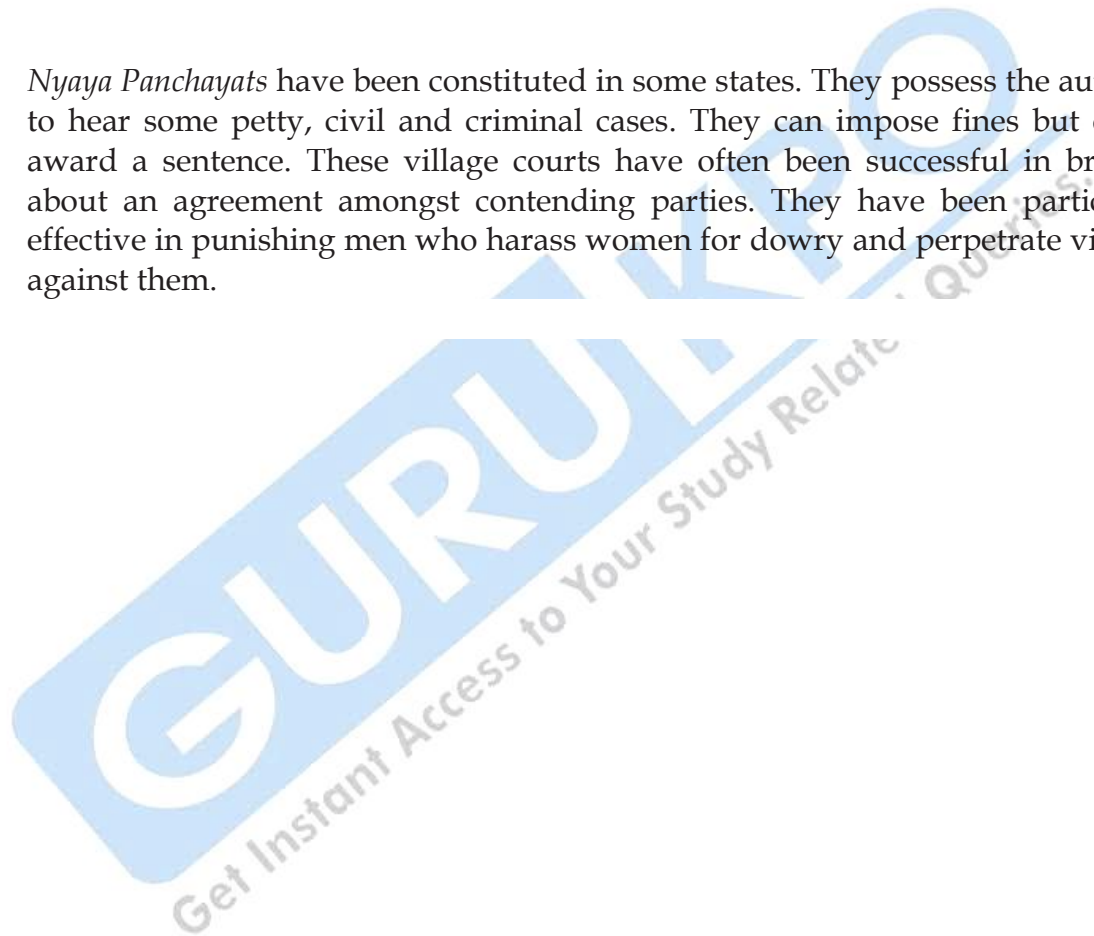 Nyaya Panchayats have been constituted in some states. They possess the
to hear some petty, civil and criminal cases. They can impose fines but
award a sentence. These village courts have often been successful in
about an agreement amongst contending parties. They have been
effective in punishing men who harass women for dowry and perpetrate
against them.
GURUKPO
Get Instant Access to Your Study Related Queries.